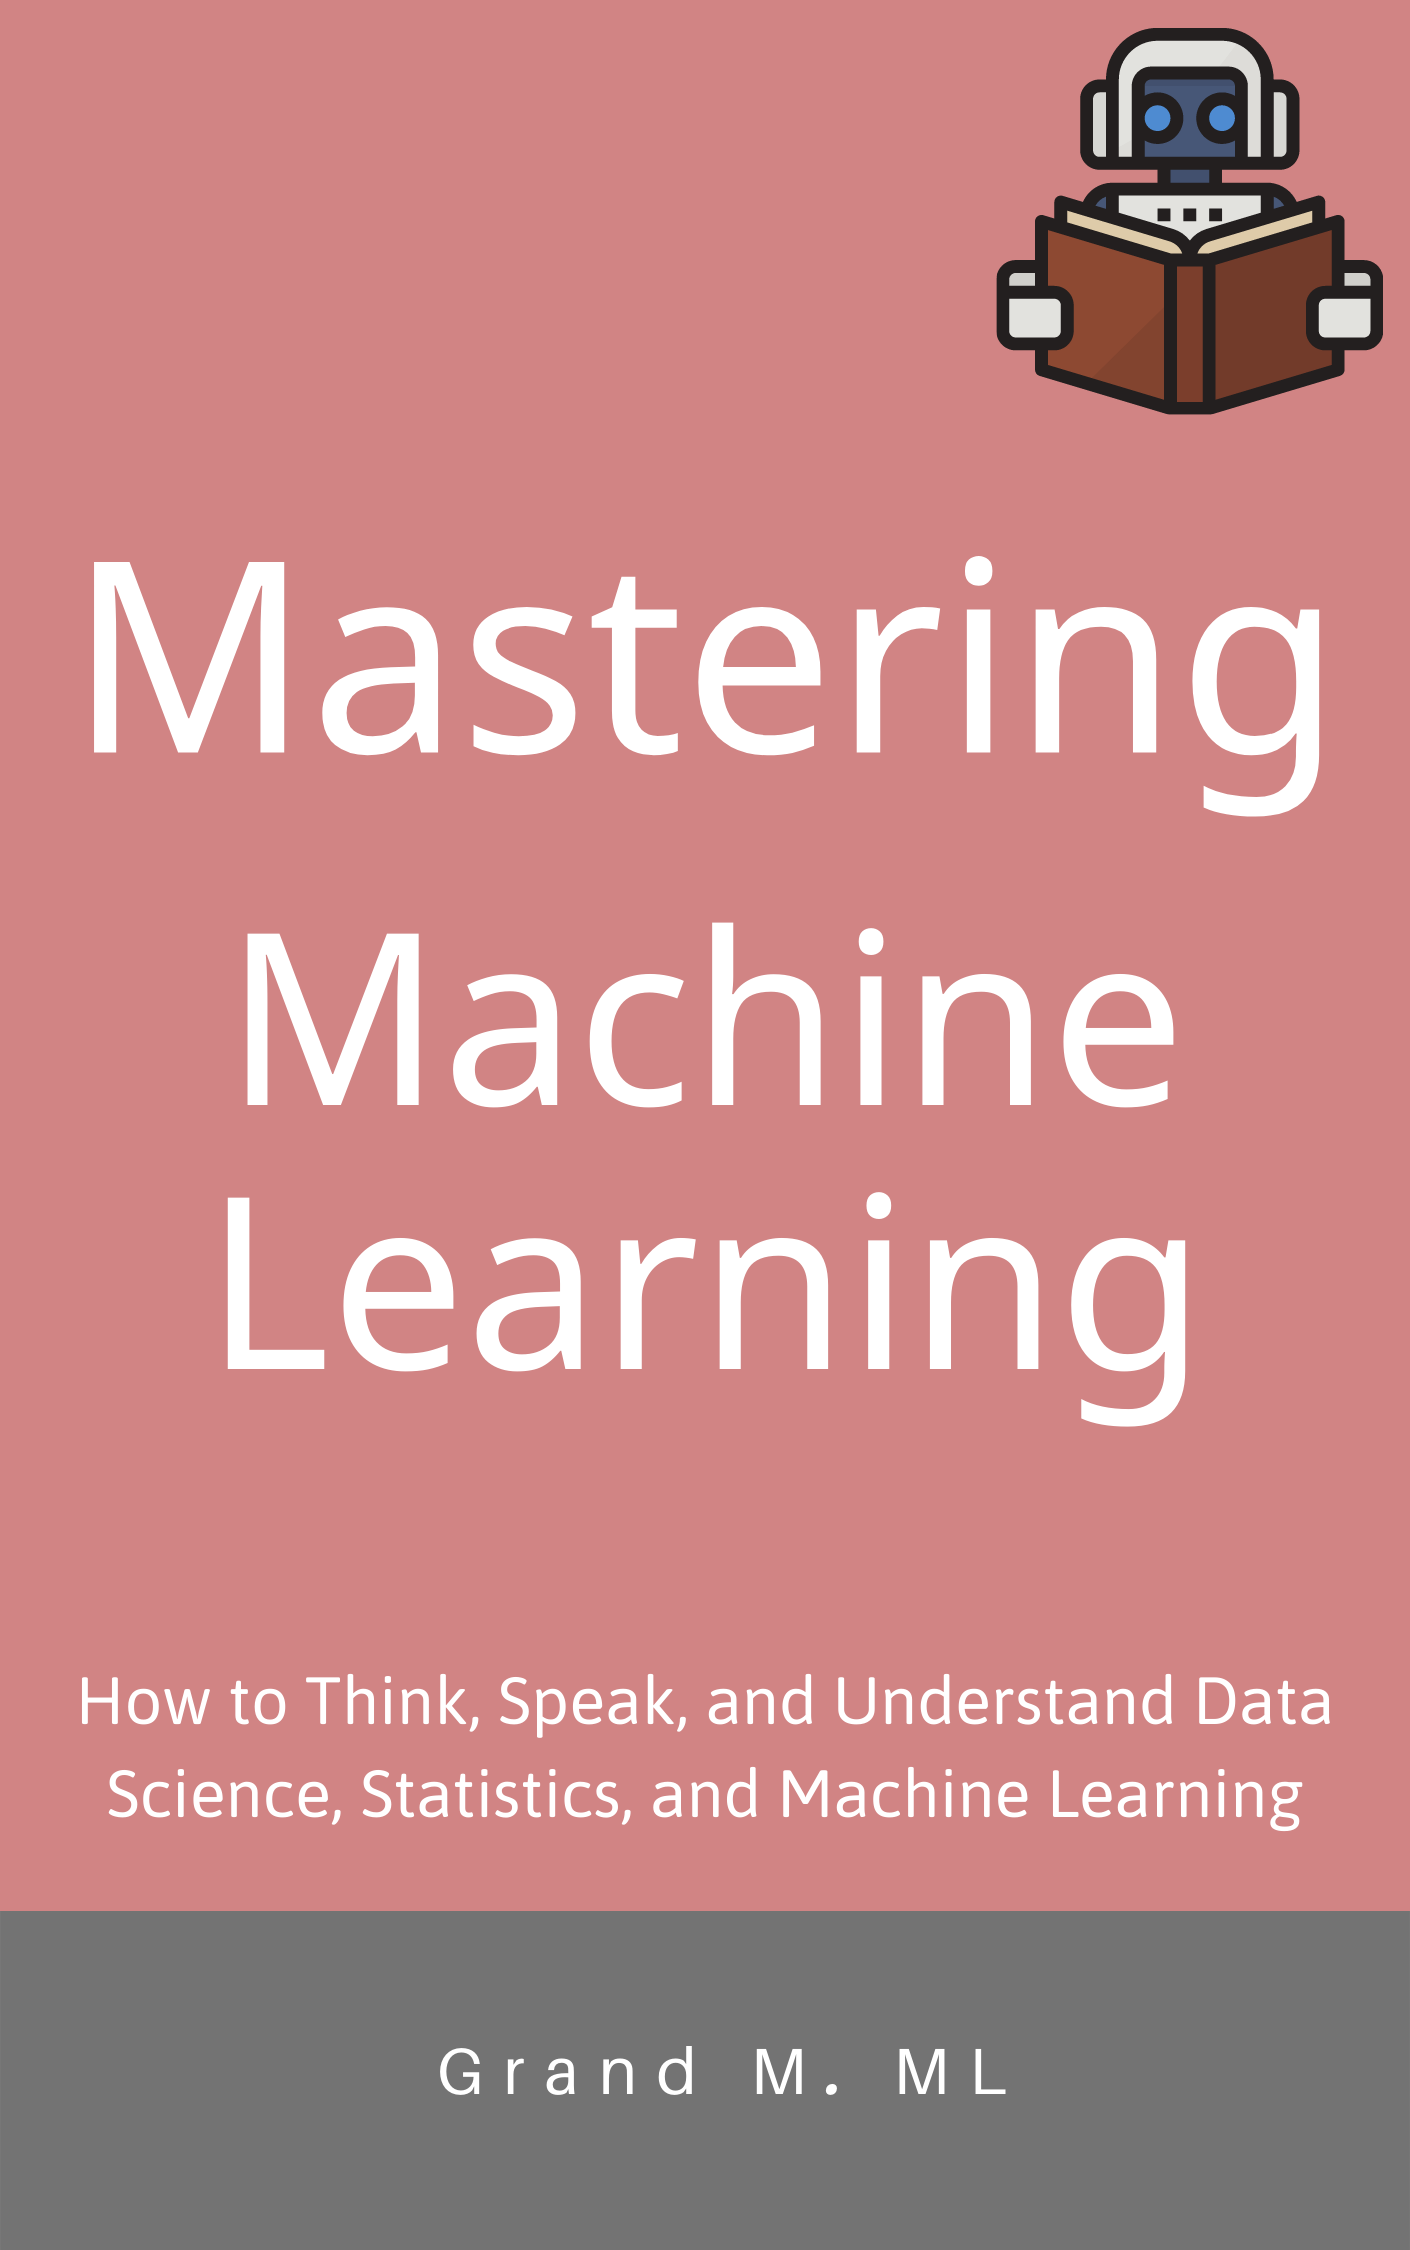 Mastering
Machine
Learning
How to Think, Speak, and Understand Data
Science, Statistics, and Machine Learning
Grand M. ML